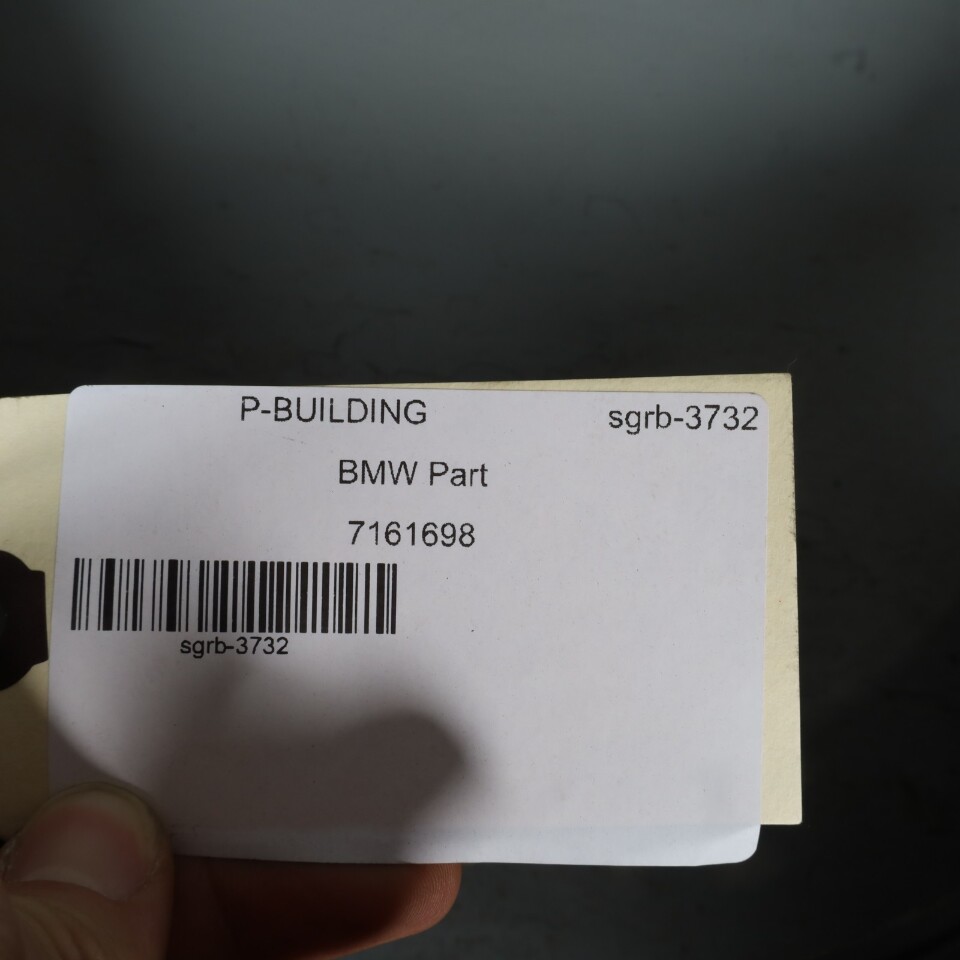 P-BUILDING sgrb-3732
BMW Part
7161698
sgrb-3732